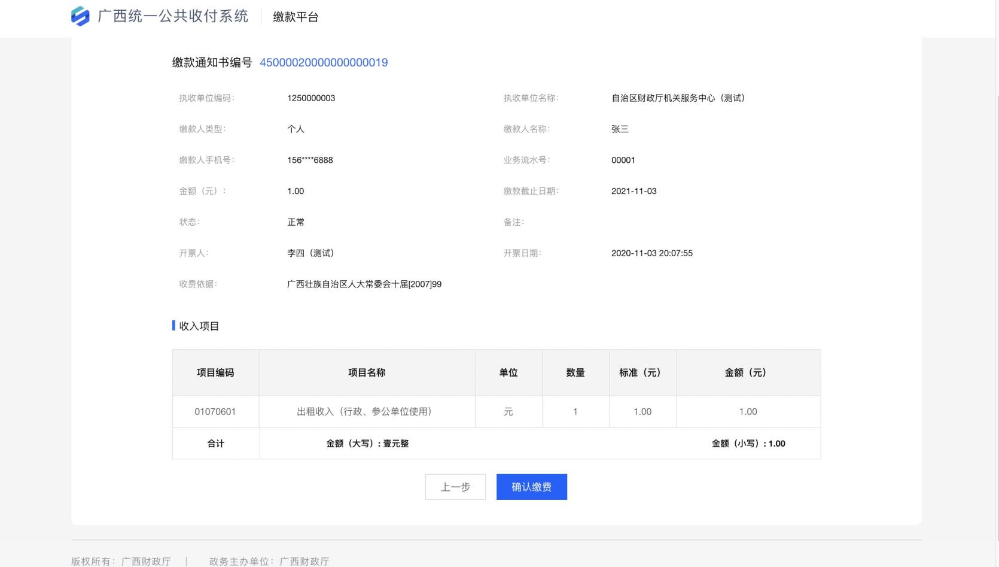 广西统一公共收付系统 缴款平台
缴款通知书编号 45000020000000000019
执收单位编码： 1250000003 执收单位名称： 自治区财政厅机关服务中心（测试）
缴款人类型： 个人 缴款人名称： 张三
缴款人手机号： 156****6888 业务流水号： 00001
金额（元）： 1.00 缴款截止日期： 2021-11-03
状态： 正常 备注：
开票人： 李四（测试） 开票日期： 2020-11-03 20:07:55
收费依据： 广西壮族自治区人大常委会十届[2007]99
收入项目
项目编码 项目名称 单位 数量 标准（元） 金额（元）
01070601 出租收入（行政、参公单位使用） 元 1 1.00 1.00
合计 金额（大写）: 壹元整 金额（小写）: 1.00
上一步 确认缴费
版权所有： 广西财政厅 | 政务主办单位： 广西财政厅